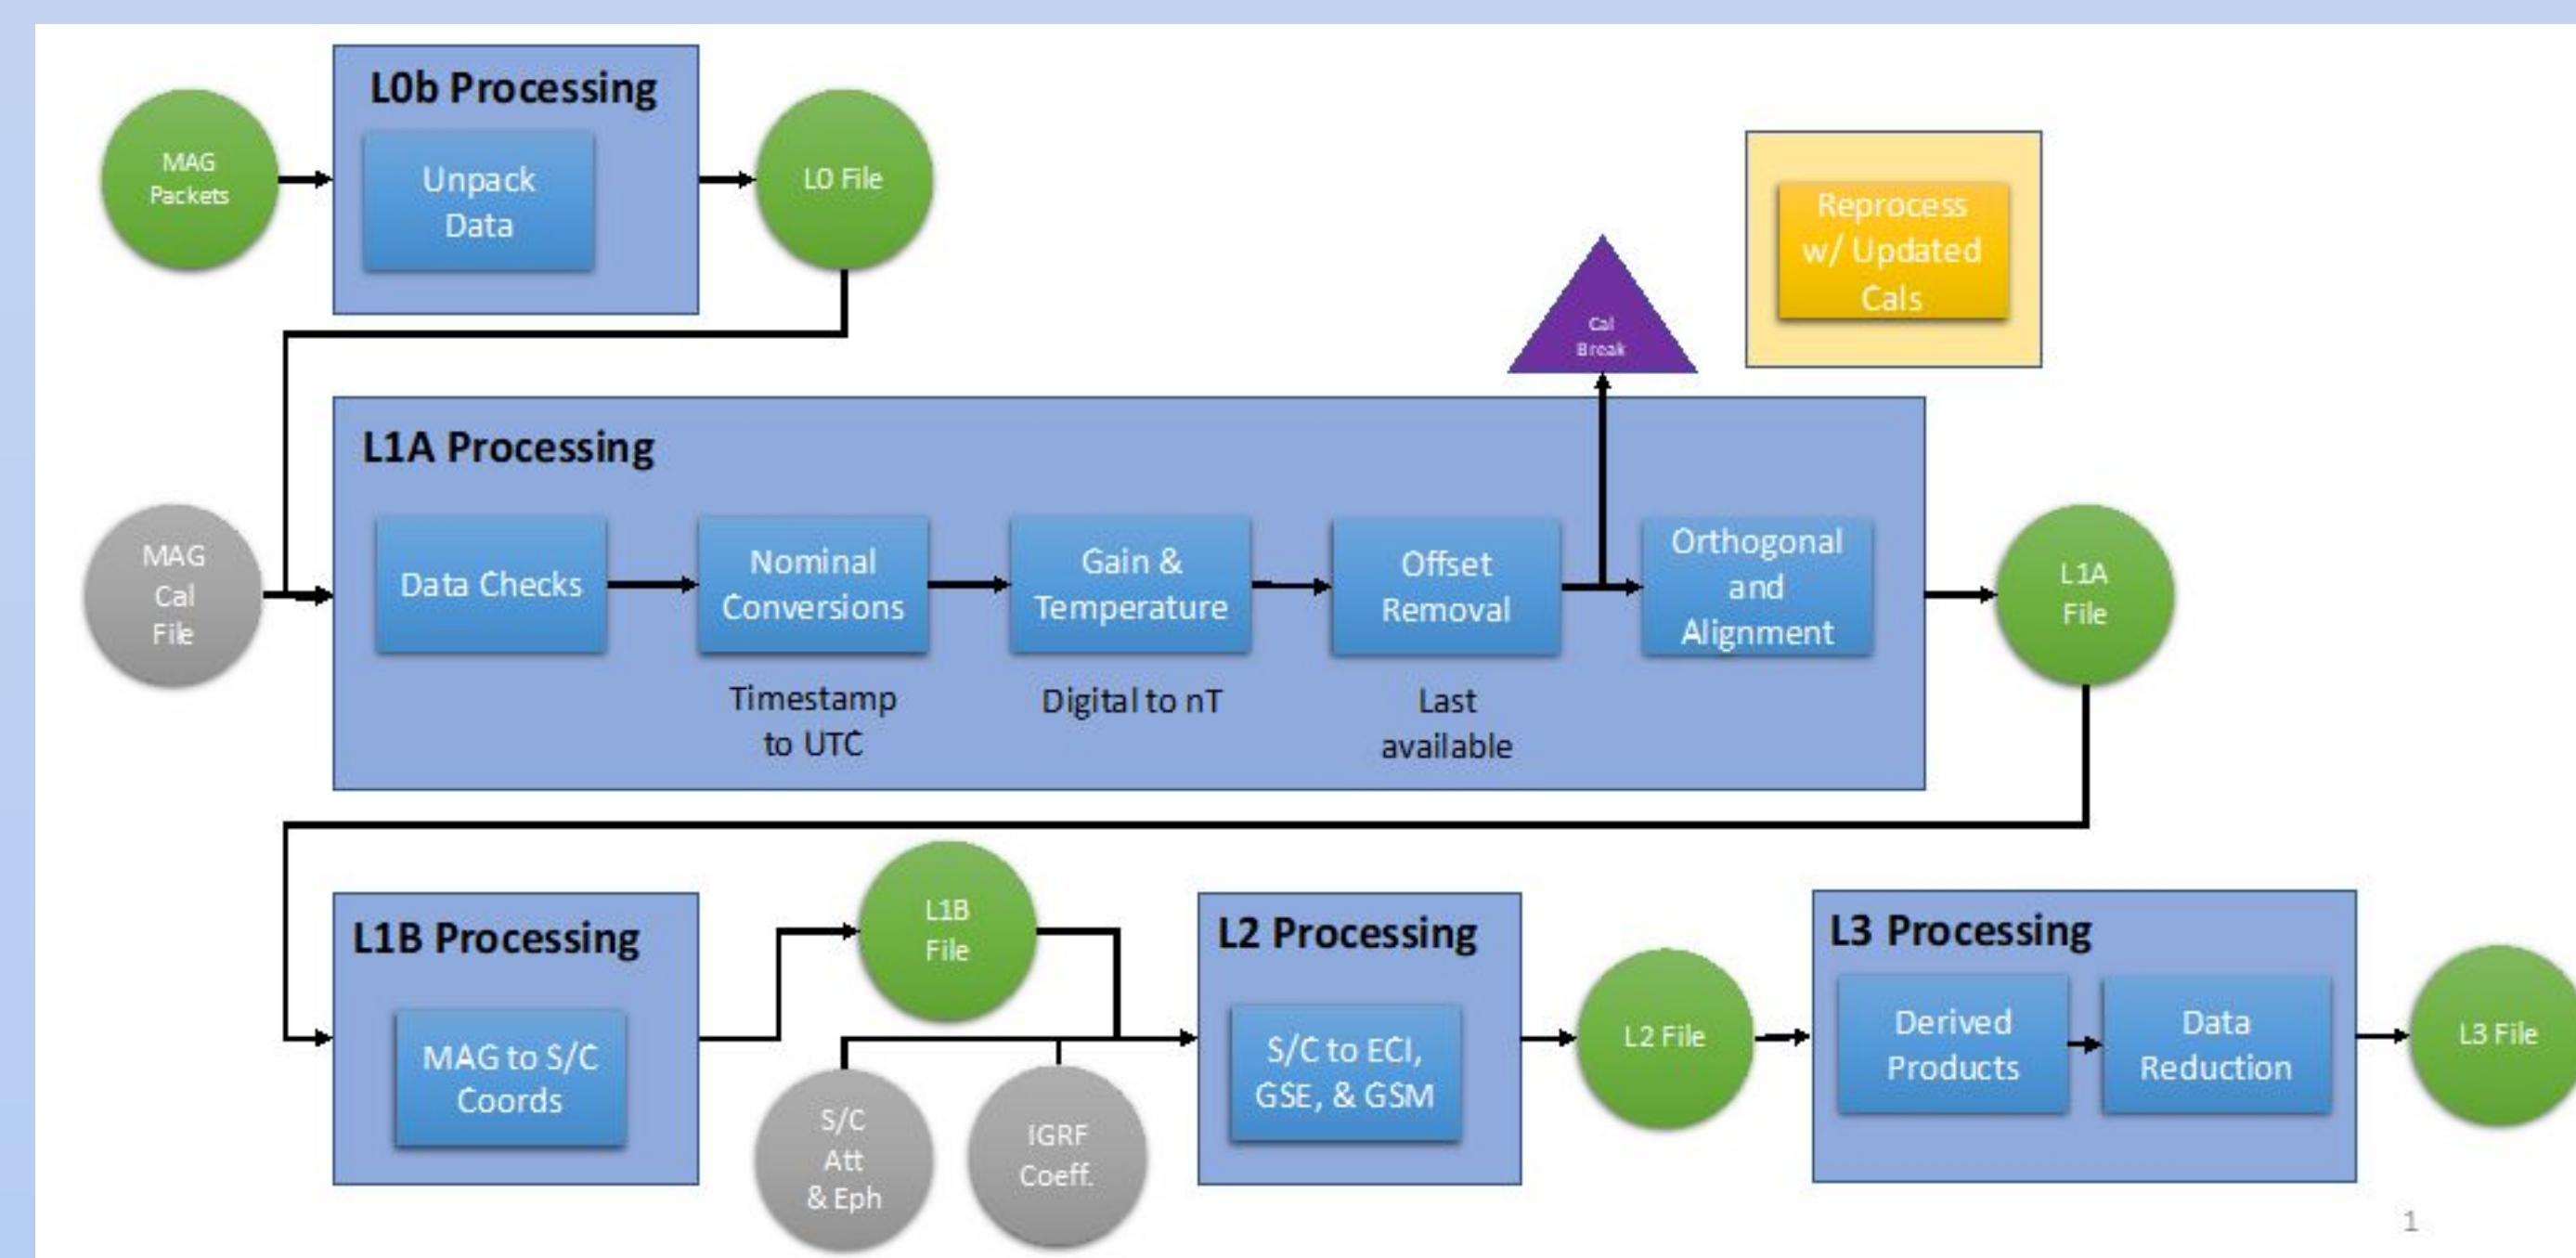 L0b Processing
MAG
Packets
Unpack
Data
L0 File
Reprocess
w/ Updated
Cals
Cal
Break
L1A Processing
MAG
Cal
File
Data Checks
Nominal
Conversions
Timestamp
to UTC
Gain &
Temperature
Digital to nT
Offset
Removal
Last
available
Orthogonal
and
Alignment
L1A
File
L1B Processing
MAG to S/C
Coords
L1B
File
S/C
Att
& Eph
IGRF
Coeff.
L2 Processing
S/C to ECI,
GSE, & GSM
L2 File
L3 Processing
Derived
Products
Data
Reduction
L3 File
1